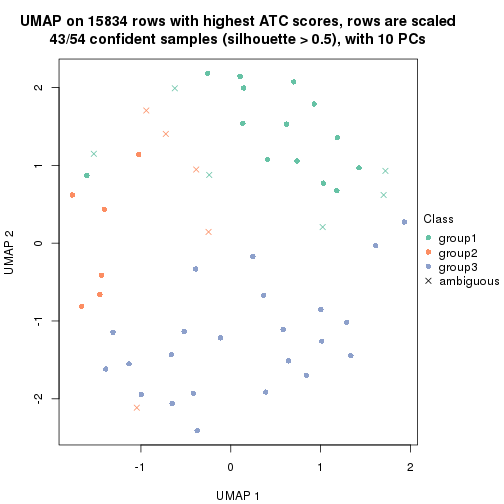 UMAP on 15834 rows with highest ATC scores, rows are scaled
43/54 confident samples (silhouette > 0.5), with 10 PCs
2
1
0
-1
-2
UMAP 2
-1
0
1
2
UMAP 1
Class
group1
group2
group3
ambiguous